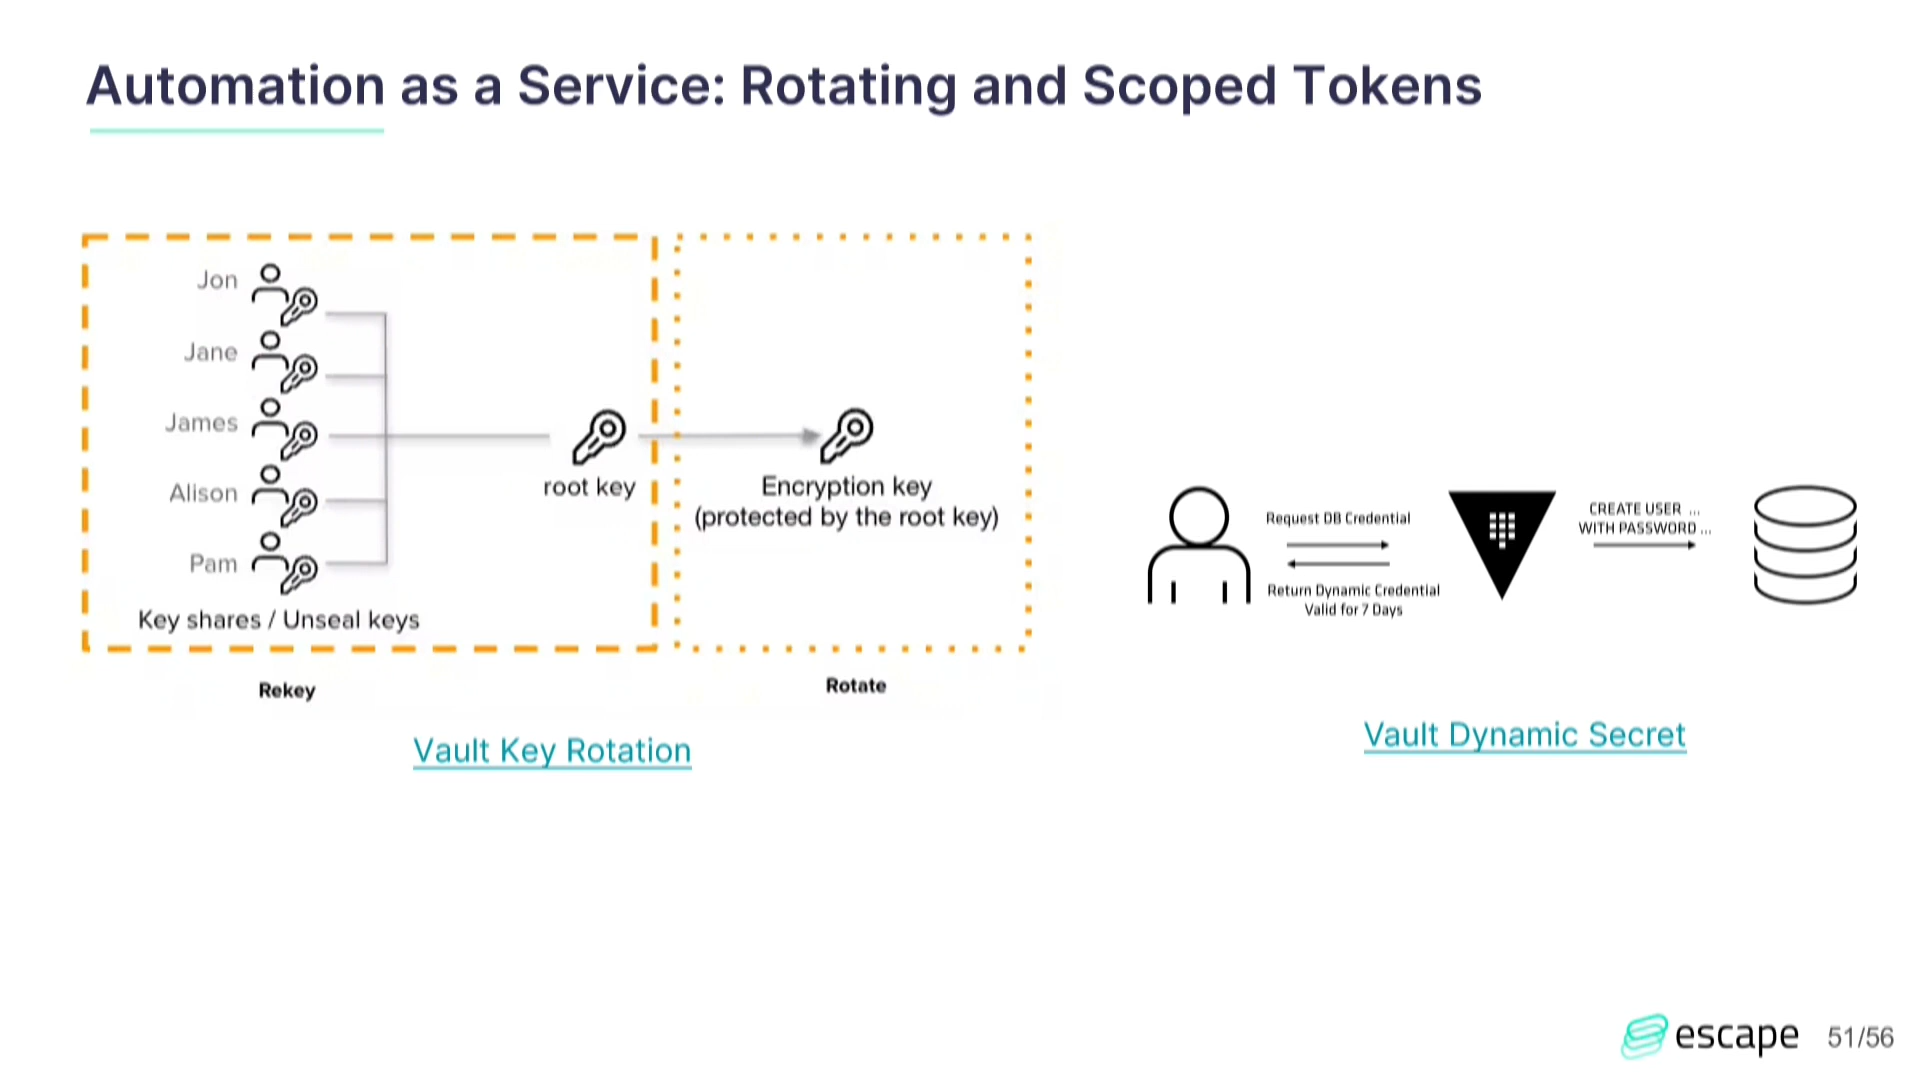 Automation as a Service: Rotating and Scoped Tokens
Jon
Jane
James
Alison
Pam
Key shares / Unseal keys
root key
Encryption key
(protected by the root key)
Rekey
Rotate
Vault Key Rotation
Request DB Credential
Return Dynamic Credential
Valid for 7 Days
CREATE USER ...
WITH PASSWORD ...
Vault Dynamic Secret
escape
51/56